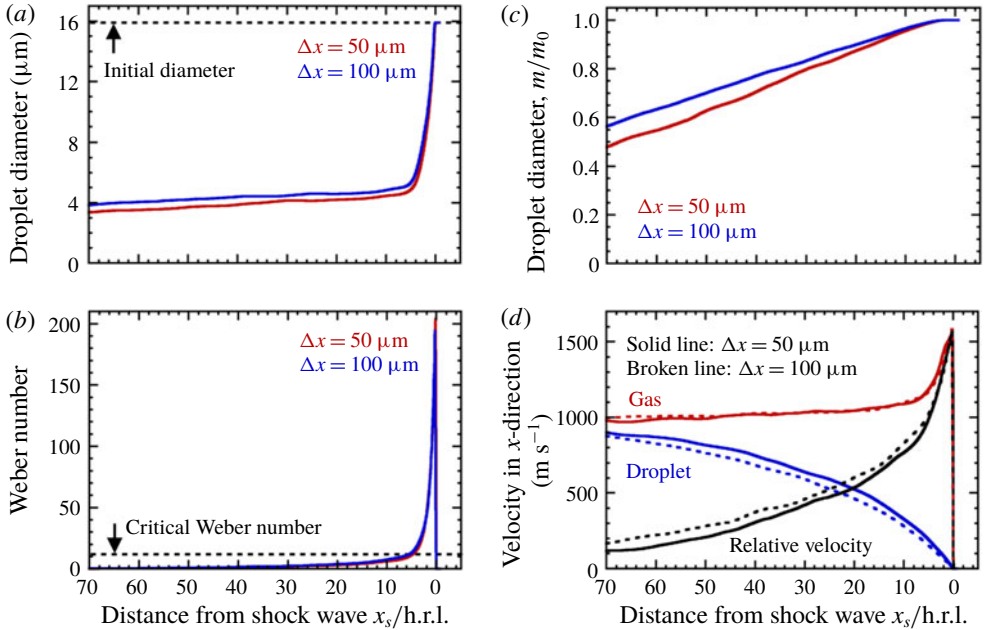 (a)
Droplet diameter (μm)
16
12
8
4
0
Initial diameter
Δx = 50 μm
Δx = 100 μm
(c)
Droplet diameter, m/m0
1.0
0.8
0.6
0.4
0.2
0
Δx = 50 μm
Δx = 100 μm
(b)
Weber number
200
150
100
50
0
Δx = 50 μm
Δx = 100 μm
Critical Weber number
70 60 50 40 30 20 10 0
Distance from shock wave xs/h.r.l.
(d)
Velocity in x-direction
(m s−1)
1500
1000
500
0
Solid line: Δx = 50 μm
Broken line: Δx = 100 μm
Gas
Droplet
Relative velocity
70 60 50 40 30 20 10 0
Distance from shock wave xs/h.r.l.